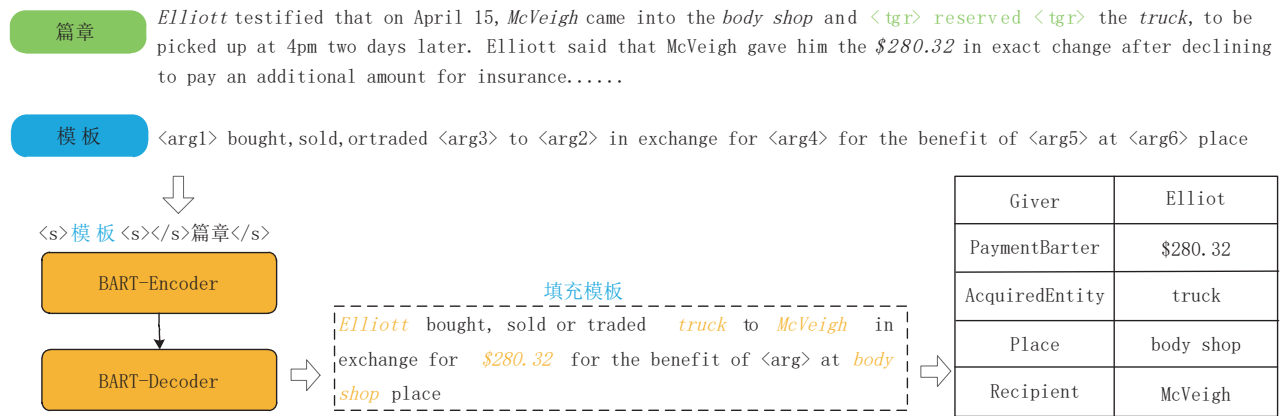 篇章
Elliott testified that on April 15, McVeigh came into the body shop and <tgr> reserved <tgr> the truck, to be
picked up at 4pm two days later. Elliott said that McVeigh gave him the $280.32 in exact change after declining
to pay an additional amount for insurance......
模板
<arg1> bought,sold,ortraded <arg3> to <arg2> in exchange for <arg4> for the benefit of <arg5> at <arg6> place
<s>模板<s></s>篇章</s>
BART-Encoder
BART-Decoder
填充模板
Elliott bought, sold or traded truck to McVeigh in
exchange for $280.32 for the benefit of <arg> at body
shop place
Giver Elliot
PaymentBarter $280.32
AcquiredEntity truck
Place body shop
Recipient McVeigh